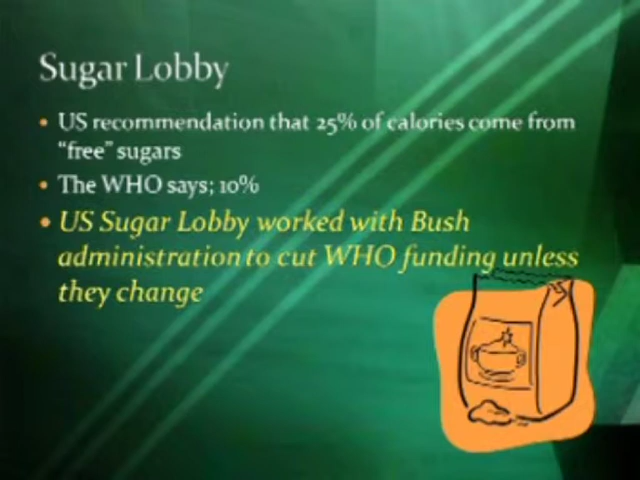 Sugar Lobby
• US recommendation that 25% of calories come from
“free” sugars
• The WHO says; 10%
• US Sugar Lobby worked with Bush
administration to cut WHO funding unless
they change